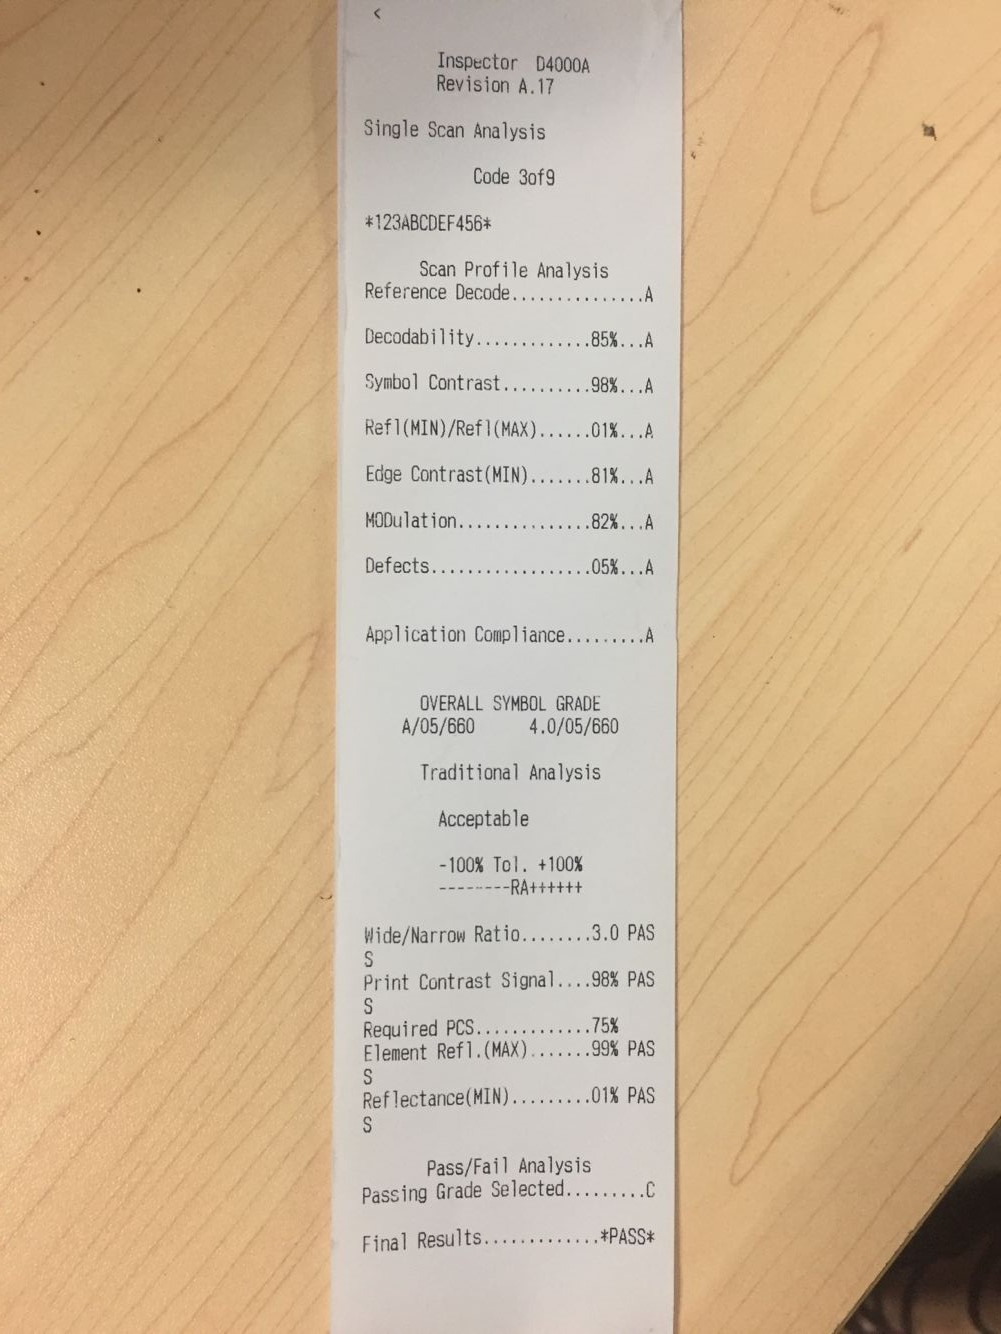 <
Inspector D4000A
Revision A.17
Single Scan Analysis
Code 3of9
*123ABCDEF456*
Scan Profile Analysis
Reference Decode...............A
Decodability.............85%...A
Symbol Contrast..........98%...A
Refl(MIN)/Refl(MAX)......01%...A
Edge Contrast(MIN).......81%...A
MODulation...............82%...A
Defects..................05%...A
Application Compliance.........A
OVERALL SYMBOL GRADE
A/05/660 4.0/05/660
Traditional Analysis
Acceptable
-100% Tol. +100%
--------RA++++++
Wide/Narrow Ratio........3.0 PAS
S
Print Contrast Signal....98% PAS
S
Required PCS.............75%
Element Refl.(MAX).......99% PAS
S
Reflectance(MIN).........01% PAS
S
Pass/Fail Analysis
Passing Grade Selected.........C
Final Results.............*PASS*